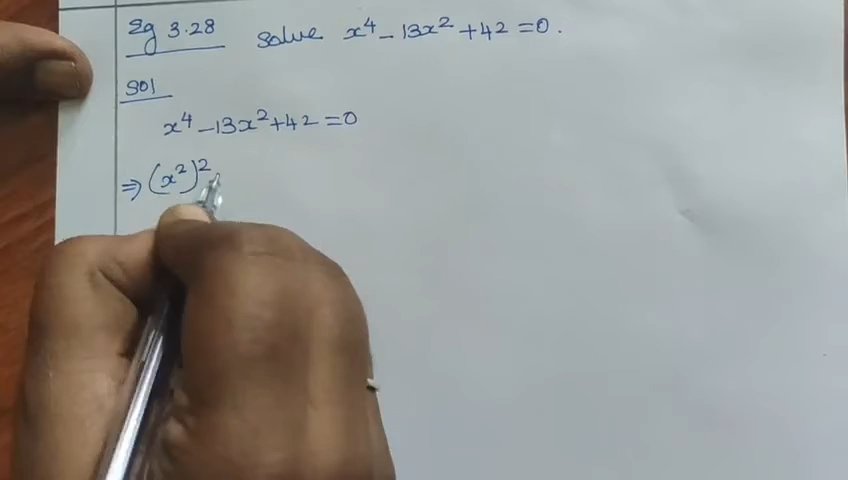 Eg 3.28 Solve x⁴ - 13x² + 42 = 0.
Sol
x⁴ - 13x² + 42 = 0
⇒ (x²)²